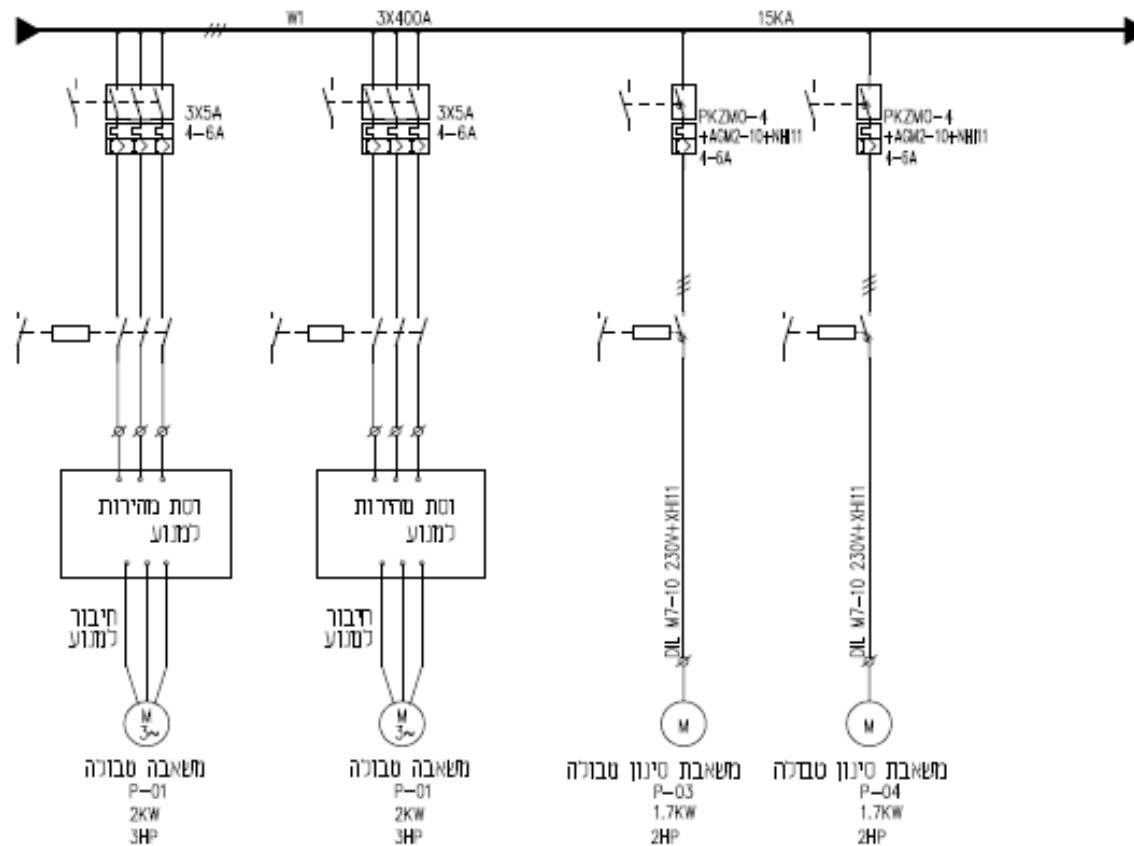 W1 3X400A 15KA
3X5A
4-6A
3X5A
4-6A
PKZM0-4
+AGM2-10+NHI11
4-6A
PKZM0-4
+AGM2-10+NHI11
4-6A
וסת מהירות
למנוע
וסת מהירות
למנוע
DIL M7-10 230V+XHI11
DIL M7-10 230V+XHI11
חיבור
למנוע
חיבור
למנוע
M
3~
M
3~
M
M
משאבה טבולה
P-01
2KW
3HP
משאבה טבולה
P-01
2KW
3HP
משאבת סינון טבולה
P-03
1.7KW
2HP
משאבת סינון טבולה
P-04
1.7KW
2HP